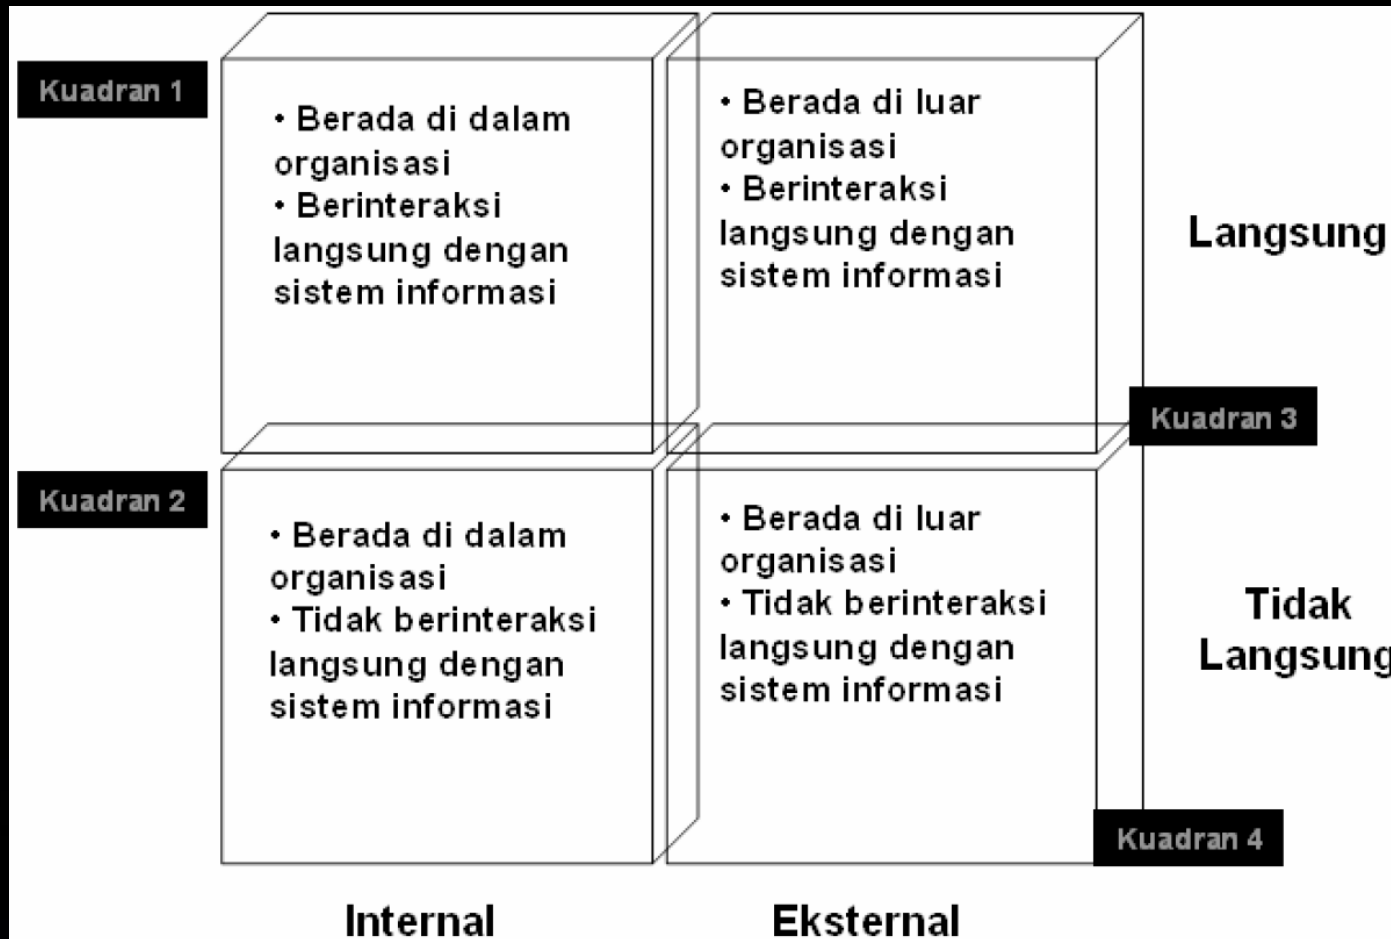 Kuadran 1
• Berada di dalam
organisasi
• Berinteraksi
langsung dengan
sistem informasi
• Berada di luar
organisasi
• Berinteraksi
langsung dengan
sistem informasi
Langsung
Kuadran 3
Kuadran 2
• Berada di dalam
organisasi
• Tidak berinteraksi
langsung dengan
sistem informasi
• Berada di luar
organisasi
• Tidak berinteraksi
langsung dengan
sistem informasi
Tidak
Langsung
Kuadran 4
Internal
Eksternal